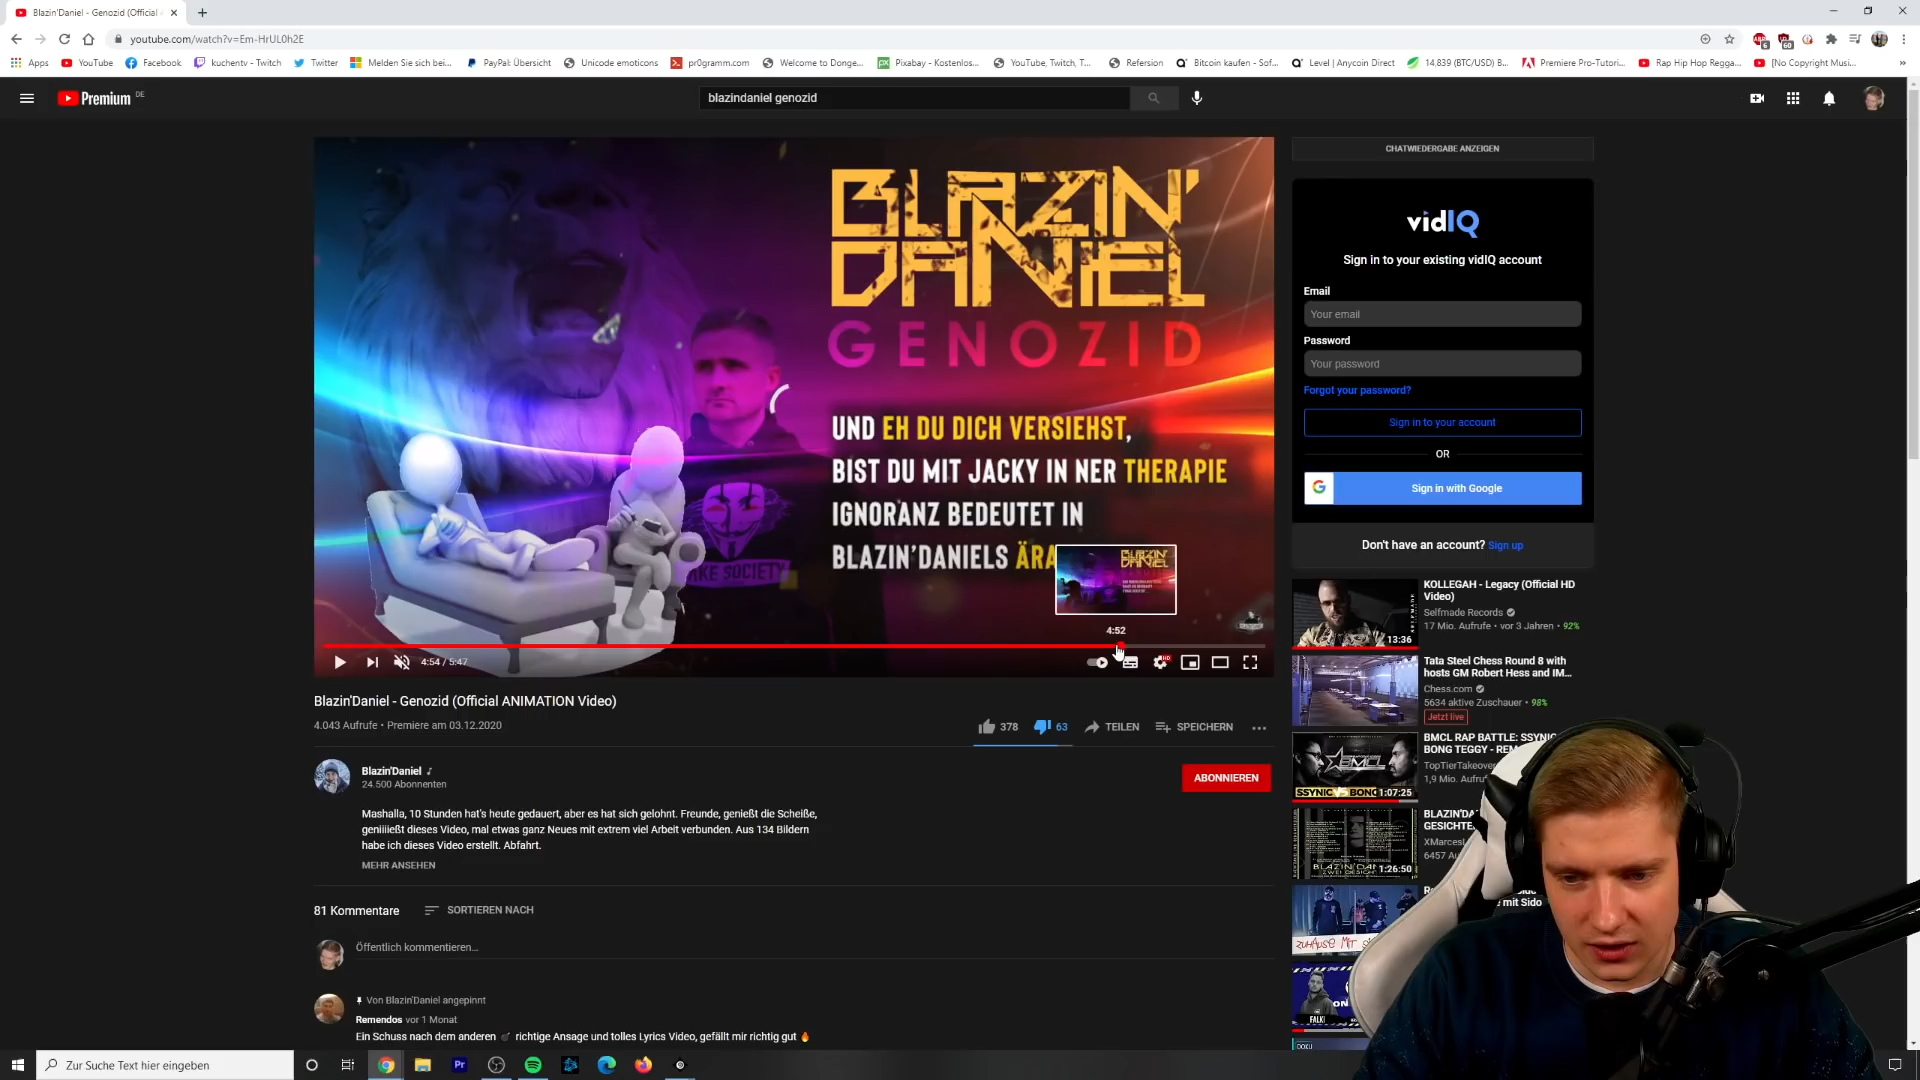 Blazin'Daniel - Genozid (Official
youtube.com/watch?v=Em-HrUL0h2E
Apps
YouTube
Facebook
kuchentv - Twitch
Twitter
Melden Sie sich bei...
PayPal: Übersicht
Unicode emoticons
pr0gramm.com
Welcome to Donge...
Pixabay - Kostenlos...
YouTube, Twitch, T...
Refersion
Bitcoin kaufen - Sof...
Level | Anycoin Direct
14,839 (BTC/USD) B...
Premiere Pro-Tutori...
Rap Hip Hop Regga...
[No Copyright Musi...
Premium DE
blazindaniel genozid
BLAZIN'
DANIEL
GENOZID
UND EH DU DICH VERSIEHST,
BIST DU MIT JACKY IN NER THERAPIE
IGNORANZ BEDEUTET IN
BLAZIN'DANIELS ÄRA
SOCIETY
4:52
4:54 / 5:47
Blazin'Daniel - Genozid (Official ANIMATION Video)
4.043 Aufrufe • Premiere am 03.12.2020
378
63
TEILEN
SPEICHERN
Blazin'Daniel
24.500 Abonnenten
ABONNIEREN
Mashalla, 10 Stunden hat's heute gedauert, aber es hat sich gelohnt. Freunde, genießt die Scheiße,
geniiiießt dieses Video, mal etwas ganz Neues mit extrem viel Arbeit verbunden. Aus 134 Bildern
habe ich dieses Video erstellt. Abfahrt.
MEHR ANSEHEN
81 Kommentare
SORTIEREN NACH
Öffentlich kommentieren...
Von Blazin'Daniel angepinnt
Remendos vor 1 Monat
Ein Schuss nach dem anderen 💣 richtige Ansage und tolles Lyrics Video, gefällt mir richtig gut 🔥
CHATWIEDERGABE ANZEIGEN
vidIQ
Sign in to your existing vidIQ account
Email
Your email
Password
Your password
Forgot your password?
Sign in to your account
OR
Sign in with Google
Don't have an account? Sign up
KOLLEGAH - Legacy (Official HD
Video)
Selfmade Records
17 Mio. Aufrufe • vor 3 Jahren • 92%
13:36
Tata Steel Chess Round 8 with
hosts GM Robert Hess and IM...
Chess.com
5634 aktive Zuschauer • 98%
Jetzt live
BMCL RAP BATTLE: SSYNIC
BONG TEGGY -
TopTierTakeover
1,9 Mio.
SSYNIC VS BONG
1:07:25
GESICHTE
6457
1:26:50
mit Sido
ZUHAUSE MIT
FALK
DOKU
Zur Suche Text hier eingeben